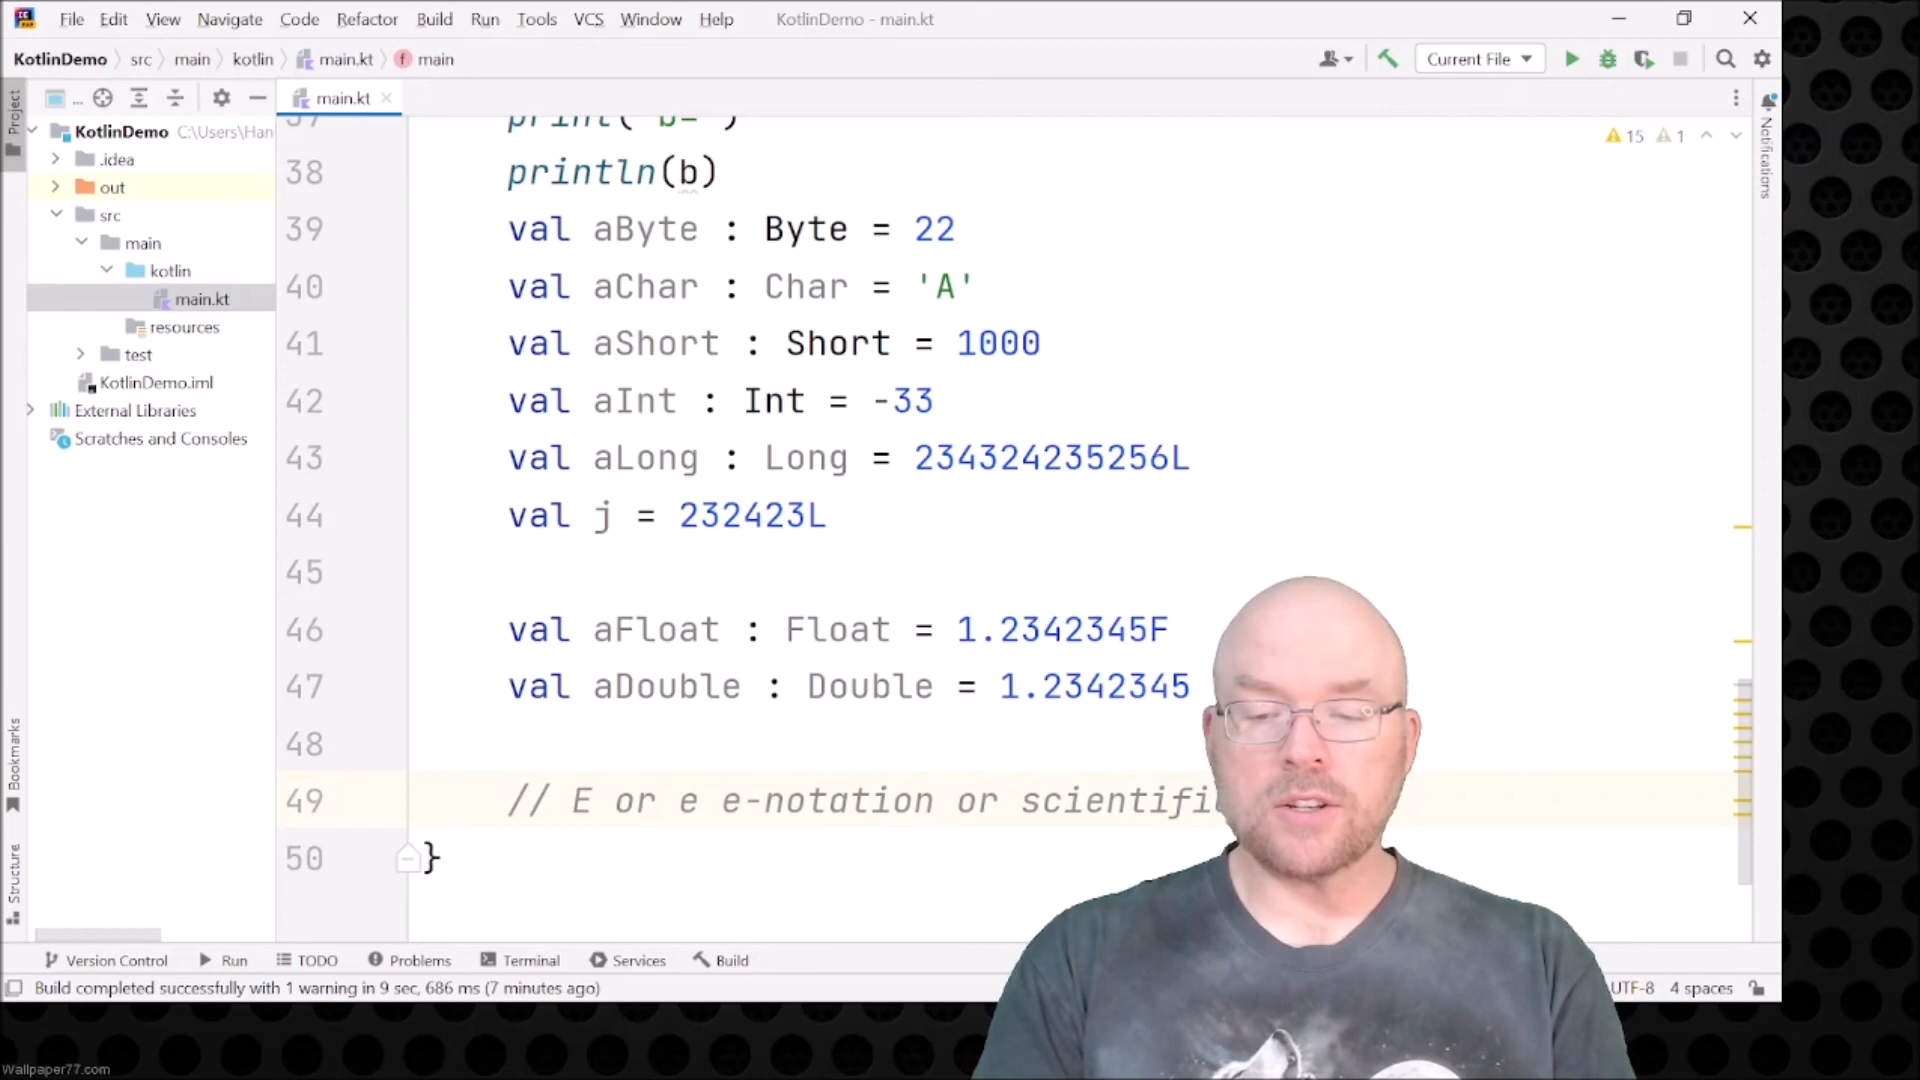 File Edit View Navigate Code Refactor Build Run Tools VCS Window Help KotlinDemo - main.kt
KotlinDemo src main kotlin main.kt main Current File
Project ... main.kt
KotlinDemo C:\Users\Han
.idea
out
src
main
kotlin
main.kt
resources
test
KotlinDemo.iml
External Libraries
Scratches and Consoles
Bookmarks
Structure
Notifications
15 1
37 print("b=")
38 println(b)
39 val aByte : Byte = 22
40 val aChar : Char = 'A'
41 val aShort : Short = 1000
42 val aInt : Int = -33
43 val aLong : Long = 234324235256L
44 val j = 232423L
45
46 val aFloat : Float = 1.2342345F
47 val aDouble : Double = 1.2342345
48
49 // E or e e-notation or scientifi
50 }
Version Control Run TODO Problems Terminal Services Build
Build completed successfully with 1 warning in 9 sec, 686 ms (7 minutes ago) UTF-8 4 spaces
Wallpaper77.com